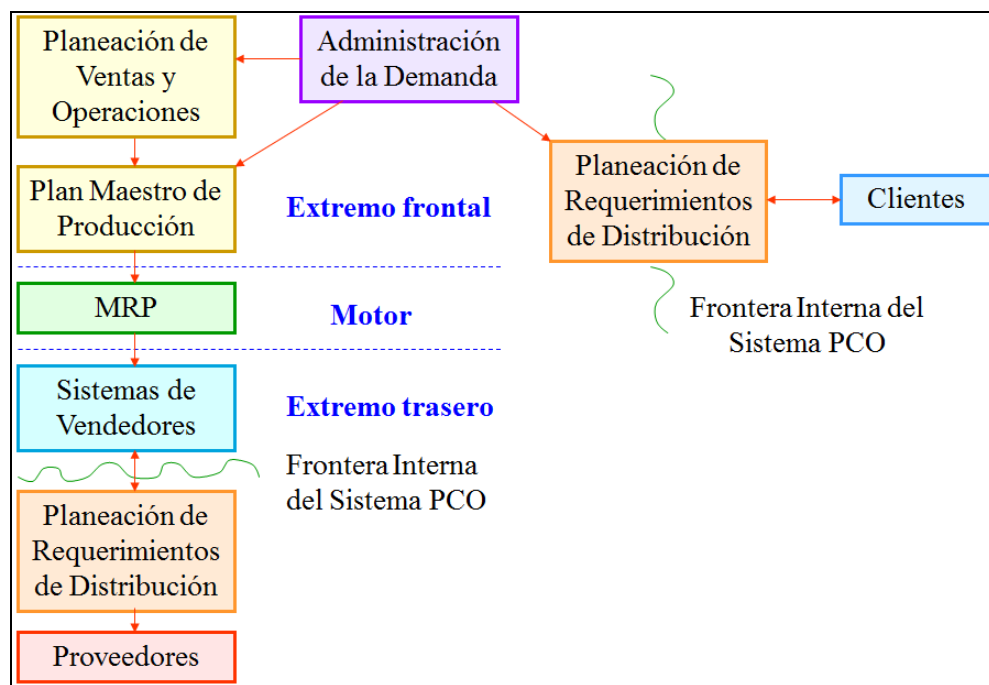 Planeación de
Ventas y
Operaciones
Administración
de la Demanda
Plan Maestro de
Producción
Extremo frontal
Planeación de
Requerimientos
de Distribución
Clientes
MRP
Motor
Frontera Interna del
Sistema PCO
Sistemas de
Vendedores
Extremo trasero
Frontera Interna
del Sistema PCO
Planeación de
Requerimientos
de Distribución
Proveedores